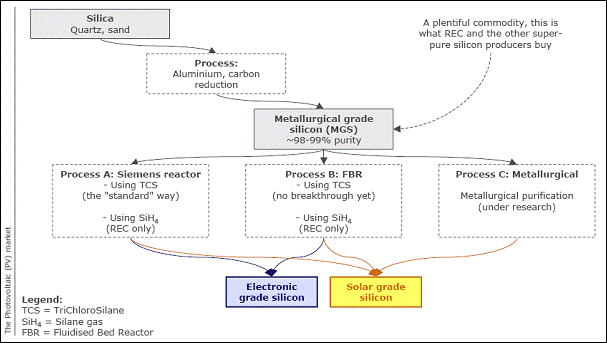 Silica
Quartz, sand
A plentiful commodity, this is
what REC and the other super-
pure silicon producers buy
Process:
Aluminium, carbon
reduction
Metallurgical grade
silicon (MGS)
~98-99% purity
Process A: Siemens reactor
- Using TCS
(the "standard" way)
- Using SiH4
(REC only)
Process B: FBR
- Using TCS
(no breakthrough yet)
- Using SiH4
(REC only)
Process C: Metallurgical
Metallurgical purification
(under research)
Electronic
grade silicon
Solar grade
silicon
Legend:
TCS = TriChloroSilane
SiH4 = Silane gas
FBR = Fluidised Bed Reactor
The Photovoltaic (PV) market